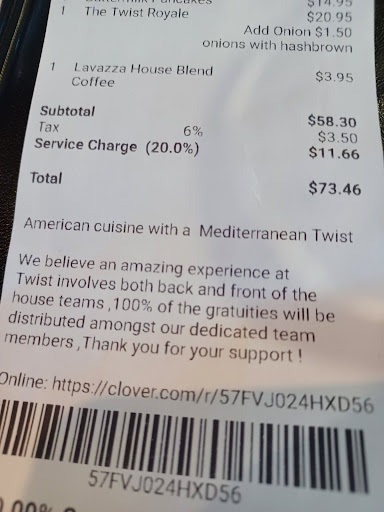 Buttermilk Pancakes $14.95
1 The Twist Royale $20.95
Add Onion $1.50
onions with hashbrown
1 Lavazza House Blend $3.95
Coffee
Subtotal $58.30
Tax 6% $3.50
Service Charge (20.0%) $11.66
Total $73.46
American cuisine with a Mediterranean Twist
We believe an amazing experience at
Twist involves both back and front of the
house teams ,100% of the gratuities will be
distributed amongst our dedicated team
members ,Thank you for your support !
Online: https://clover.com/r/57FVJ024HXD56
57FVJ024HXD56